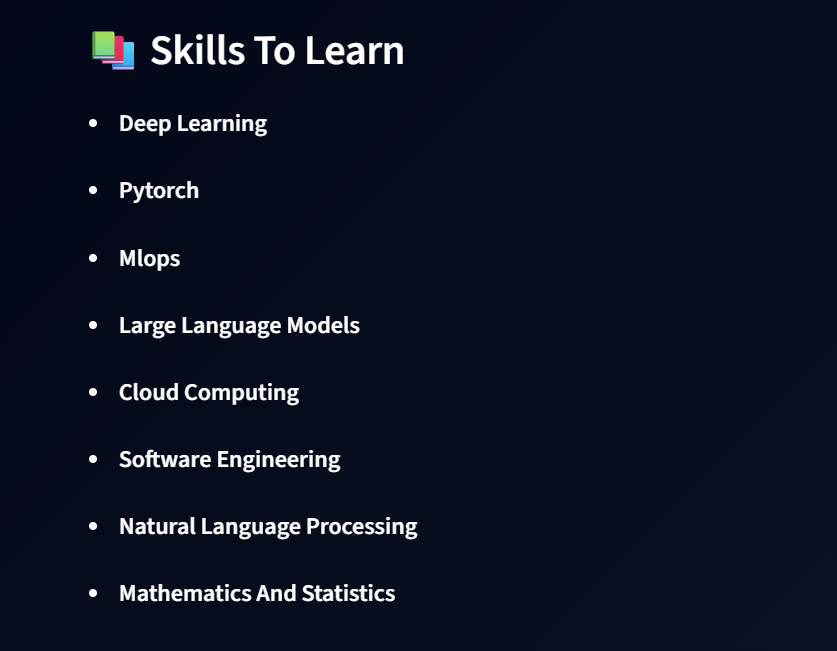 Skills To Learn
Deep Learning
Pytorch
Mlops
Large Language Models
Cloud Computing
Software Engineering
Natural Language Processing
Mathematics And Statistics